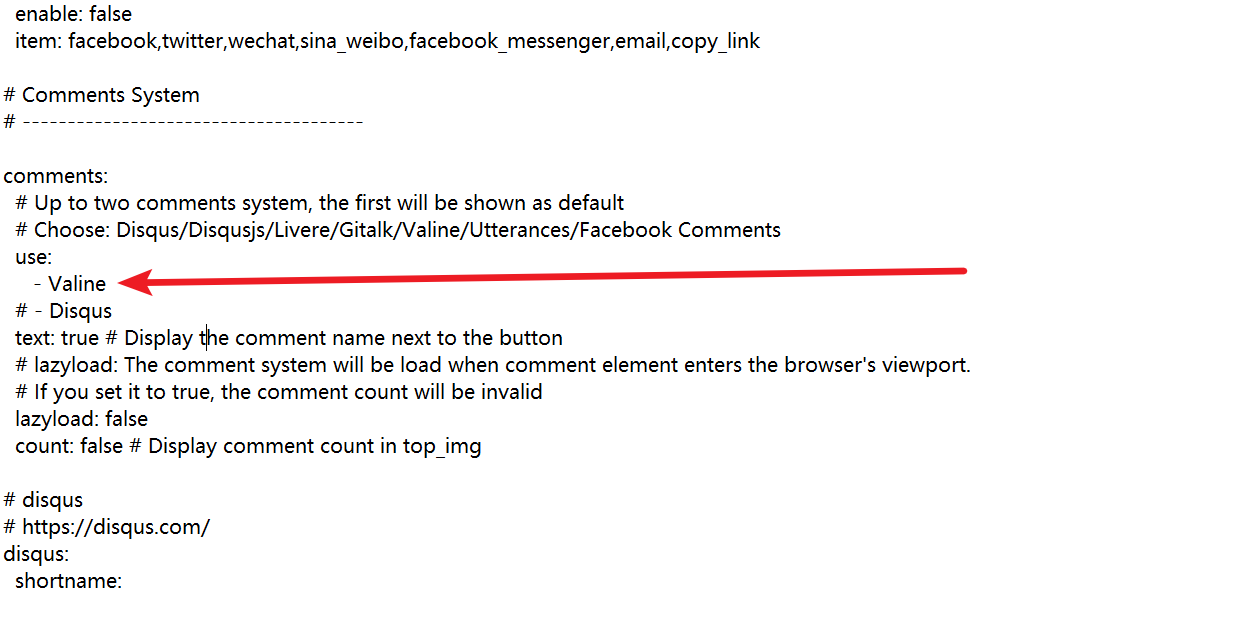 enable: false
item: facebook,twitter,wechat,sina_weibo,facebook_messenger,email,copy_link
# Comments System
# --------------------------------------
comments:
# Up to two comments system, the first will be shown as default
# Choose: Disqus/Disqusjs/Livere/Gitalk/Valine/Utterances/Facebook Comments
use:
- Valine
# - Disqus
text: true # Display the comment name next to the button
# lazyload: The comment system will be load when comment element enters the browser's viewport.
# If you set it to true, the comment count will be invalid
lazyload: false
count: false # Display comment count in top_img
# disqus
# https://disqus.com/
disqus:
shortname: